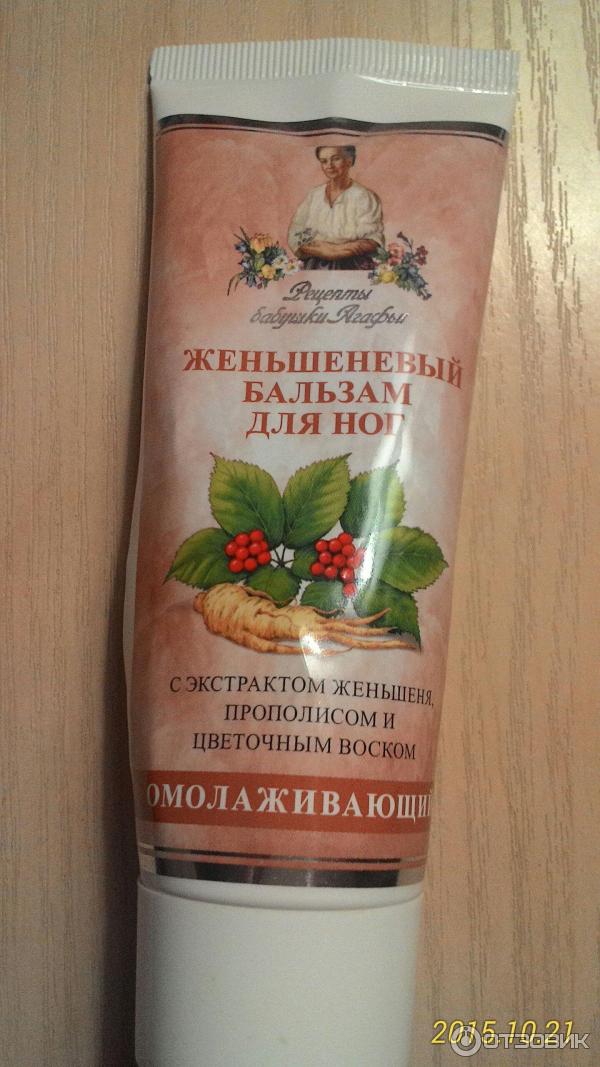 Рецепты
бабушки Агафьи
ЖЕНЬШЕНЕВЫЙ
БАЛЬЗАМ
ДЛЯ НОГ
С ЭКСТРАКТОМ ЖЕНЬШЕНЯ,
ПРОПОЛИСОМ И
ЦВЕТОЧНЫМ ВОСКОМ
ОМОЛАЖИВАЮЩИЙ
2015.10.21
ОТЗОВИК